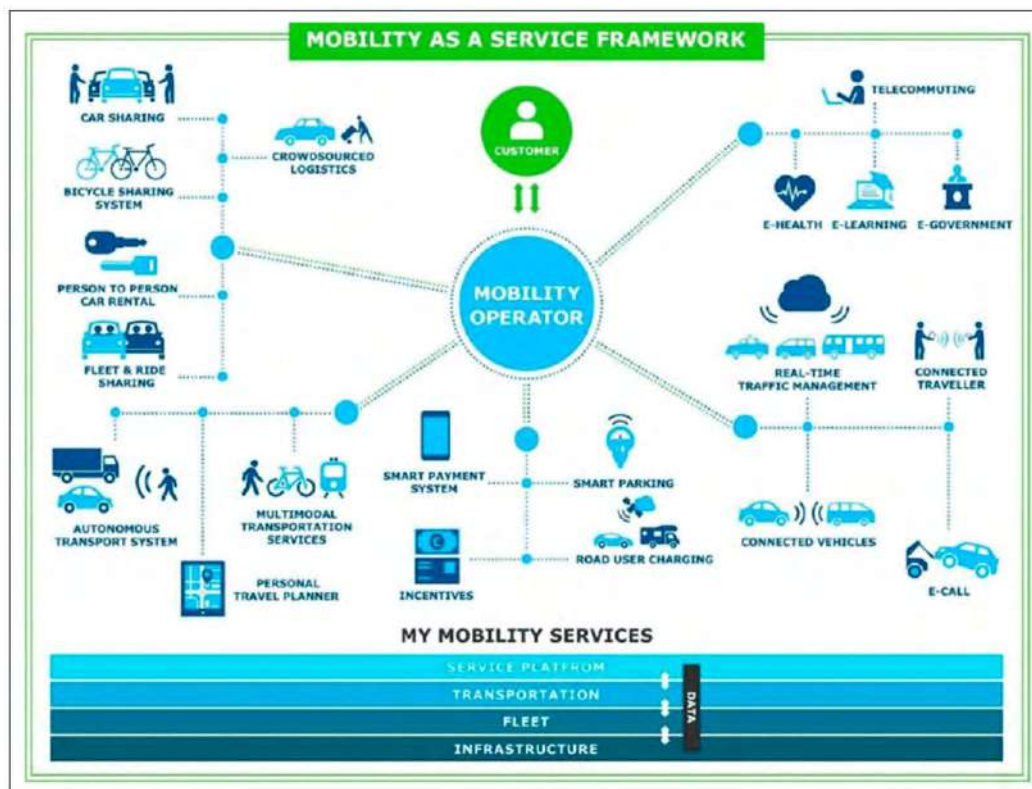 MOBILITY AS A SERVICE FRAMEWORK
CUSTOMER
MOBILITY
OPERATOR
CAR SHARING
CROWDSOURCED
LOGISTICS
BICYCLE SHARING
SYSTEM
PERSON TO PERSON
CAR RENTAL
FLEET & RIDE
SHARING
TELECOMMUTING
E-HEALTH
E-LEARNING
E-GOVERNMENT
REAL-TIME
TRAFFIC MANAGEMENT
CONNECTED
TRAVELLER
CONNECTED VEHICLES
E-CALL
AUTONOMOUS
TRANSPORT SYSTEM
PERSONAL
TRAVEL PLANNER
MULTIMODAL
TRANSPORTATION
SERVICES
SMART PAYMENT
SYSTEM
SMART PARKING
€
INCENTIVES
ROAD USER CHARGING
MY MOBILITY SERVICES
SERVICE PLATFROM
TRANSPORTATION
FLEET
INFRASTRUCTURE
DATA